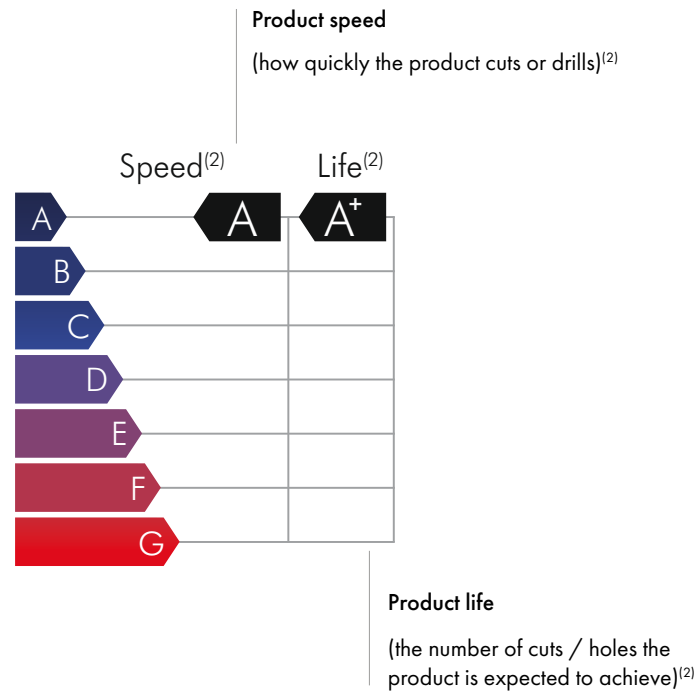 Product speed
(how quickly the product cuts or drills)(2)
Speed(2) Life(2)
A A A+
B
C
D
E
F
G
Product life
(the number of cuts / holes the
product is expected to achieve)(2)